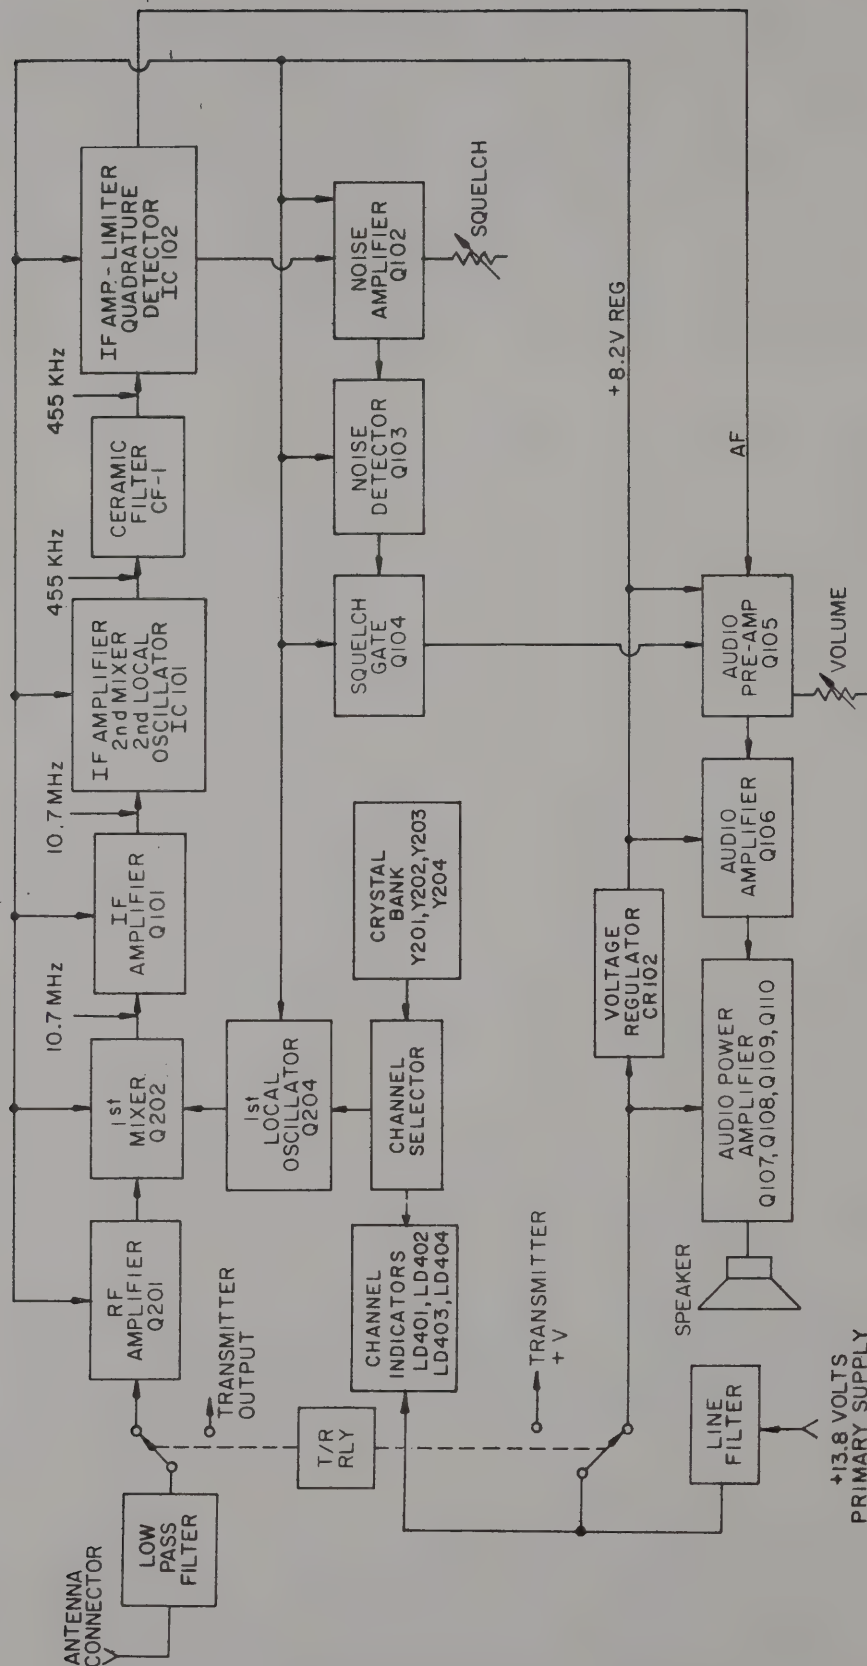 ANTENNA
CONNECTOR
LOW
PASS
FILTER
TRANSMITTER
OUTPUT
RF
AMPLIFIER
Q201
1st
MIXER
Q202
10.7 MHz
IF
AMPLIFIER
Q101
10.7 MHz
IF AMPLIFIER
2nd MIXER
2nd LOCAL
OSCILLATOR
IC 101
455 KHz
CERAMIC
FILTER
CF-1
455 KHz
IF AMP.-LIMITER
QUADRATURE
DETECTOR
IC 102
T/R
RLY
CHANNEL
INDICATORS
LD401, LD402
LD403, LD404
1st
LOCAL
OSCILLATOR
Q204
CHANNEL
SELECTOR
CRYSTAL
BANK
Y201, Y202, Y203
Y204
SQUELCH
GATE
Q104
NOISE
DETECTOR
Q103
NOISE
AMPLIFIER
Q102
SQUELCH
TRANSMITTER
+ V
VOLTAGE
REGULATOR
CR102
+8.2V REG
LINE
FILTER
+13.8 VOLTS
PRIMARY SUPPLY
SPEAKER
AUDIO POWER
AMPLIFIER
Q107, Q108, Q109, Q110
AUDIO
AMPLIFIER
Q106
AUDIO
PRE-AMP
Q105
AF
VOLUME